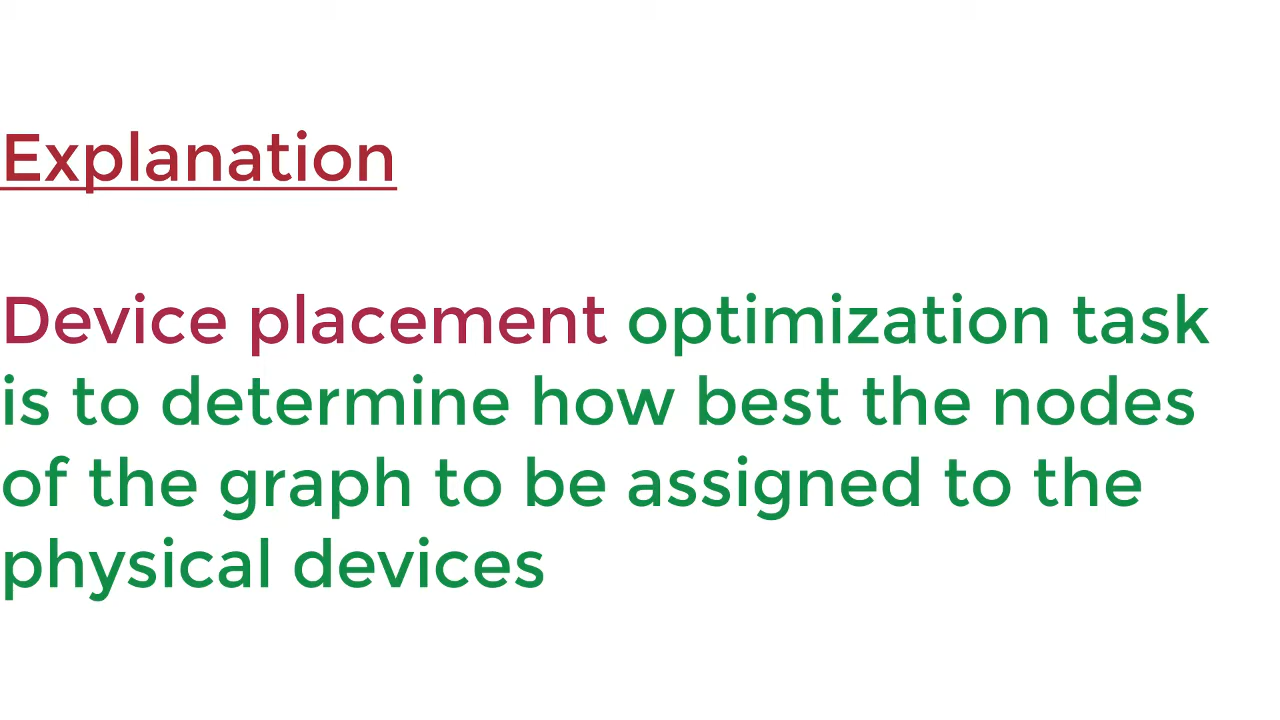 Explanation
Device placement optimization task
is to determine how best the nodes
of the graph to be assigned to the
physical devices